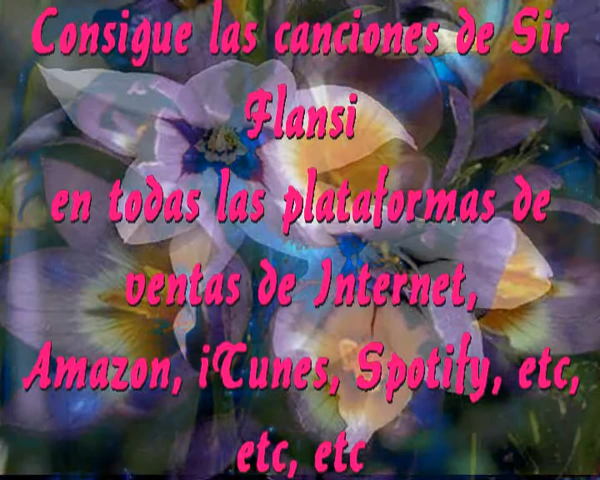 Consigue las canciones de Sir
Flansi
en todas las plataformas de
ventas de Internet,
Amazon, iTunes, Spotify, etc,
etc, etc